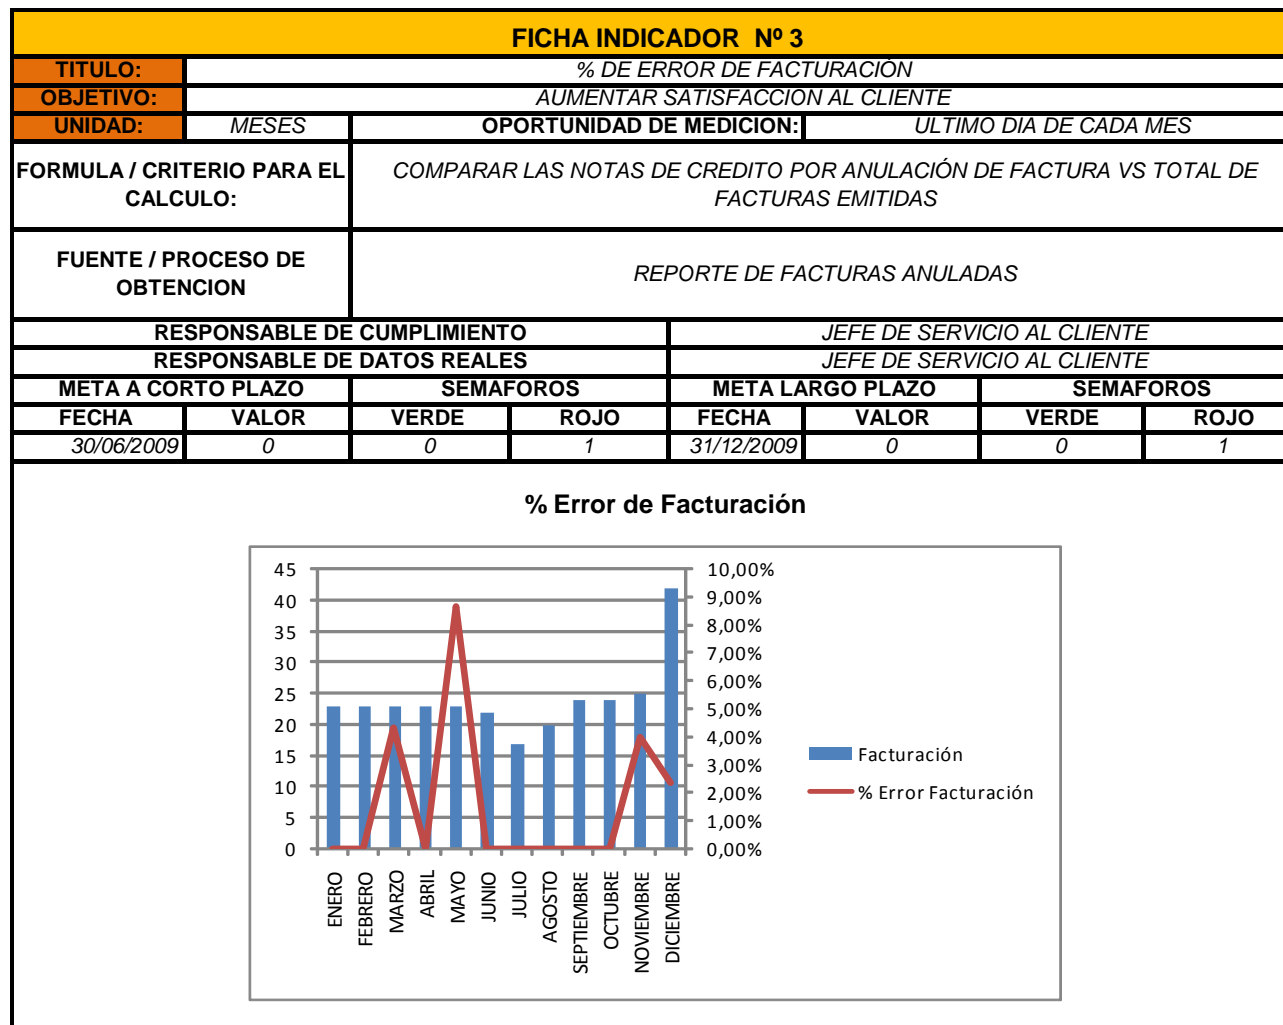 FICHA INDICADOR Nº 3
TITULO: % DE ERROR DE FACTURACIÓN
OBJETIVO: AUMENTAR SATISFACCION AL CLIENTE
UNIDAD: MESES OPORTUNIDAD DE MEDICION: ULTIMO DIA DE CADA MES
FORMULA / CRITERIO PARA EL
CALCULO:
COMPARAR LAS NOTAS DE CREDITO POR ANULACIÓN DE FACTURA VS TOTAL DE
FACTURAS EMITIDAS
FUENTE / PROCESO DE
OBTENCION
REPORTE DE FACTURAS ANULADAS
RESPONSABLE DE CUMPLIMIENTO JEFE DE SERVICIO AL CLIENTE
RESPONSABLE DE DATOS REALES JEFE DE SERVICIO AL CLIENTE
META A CORTO PLAZO SEMAFOROS META LARGO PLAZO SEMAFOROS
FECHA VALOR VERDE ROJO FECHA VALOR VERDE ROJO
30/06/2009 0 0 1 31/12/2009 0 0 1
% Error de Facturación
45
40
35
30
25
20
15
10
5
0
10,00%
9,00%
8,00%
7,00%
6,00%
5,00%
4,00%
3,00%
2,00%
1,00%
0,00%
ENERO
FEBRERO
MARZO
ABRIL
MAYO
JUNIO
JULIO
AGOSTO
SEPTIEMBRE
OCTUBRE
NOVIEMBRE
DICIEMBRE
Facturación
% Error Facturación